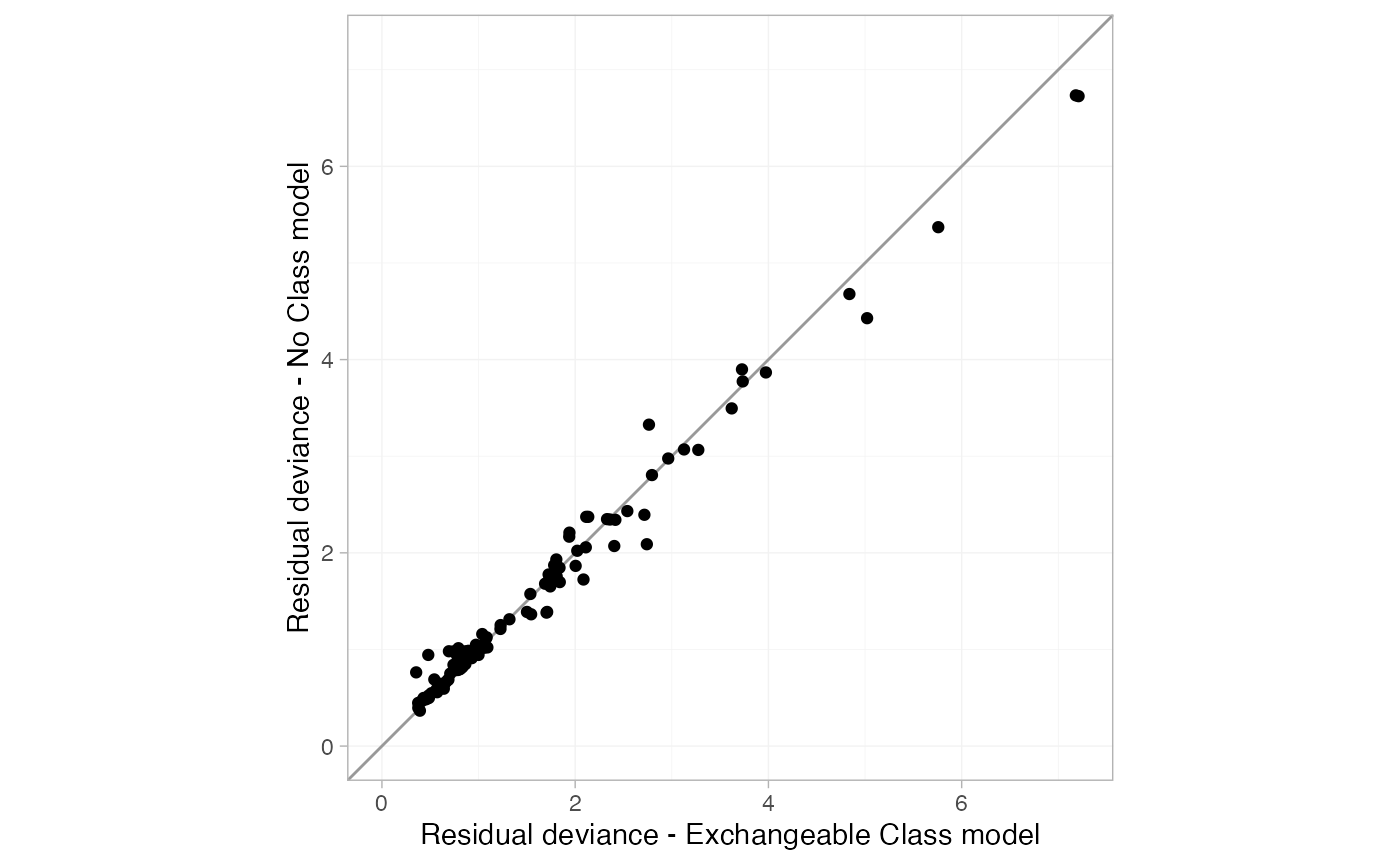 Residual deviance - No Class model
6
4
2
0
0 2 4 6
Residual deviance - Exchangeable Class model